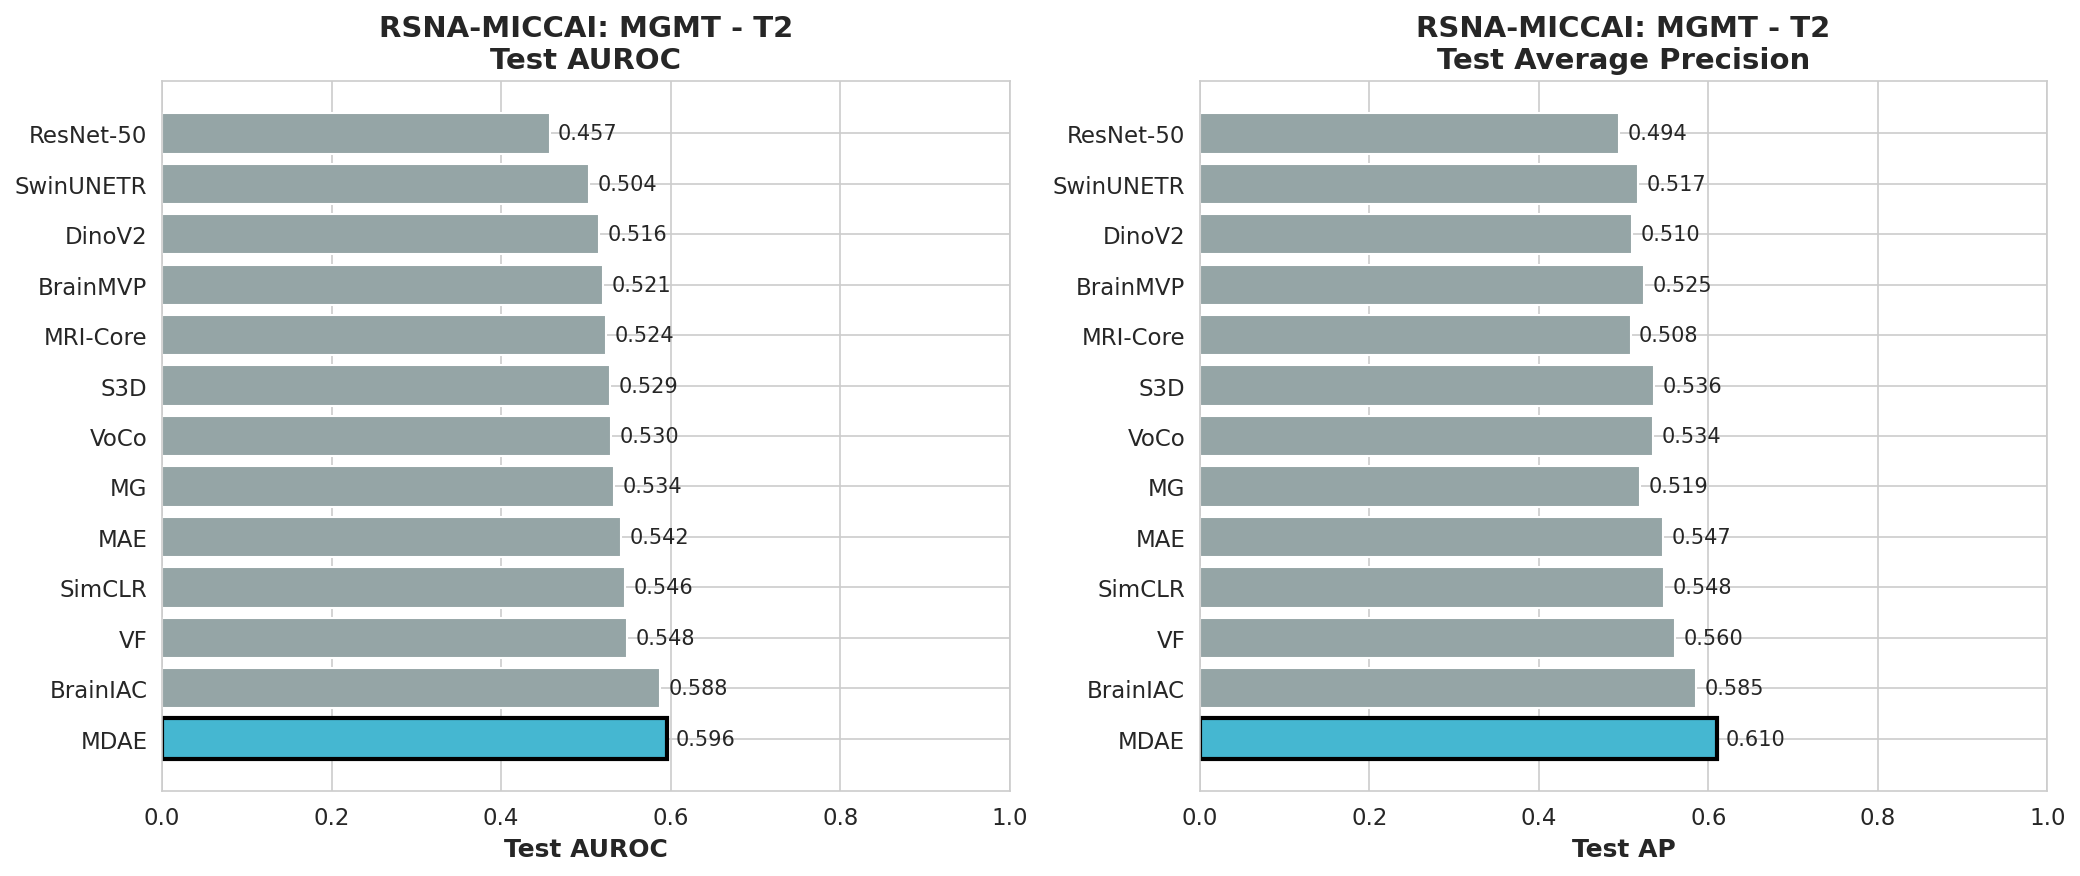 RSNA-MICCAI: MGMT - T2
Test AUROC
ResNet-50 0.457
SwinUNETR 0.504
DinoV2 0.516
BrainMVP 0.521
MRI-Core 0.524
S3D 0.529
VoCo 0.530
MG 0.534
MAE 0.542
SimCLR 0.546
VF 0.548
BrainIAC 0.588
MDAE 0.596
0.0 0.2 0.4 0.6 0.8 1.0
Test AUROC
RSNA-MICCAI: MGMT - T2
Test Average Precision
ResNet-50 0.494
SwinUNETR 0.517
DinoV2 0.510
BrainMVP 0.525
MRI-Core 0.508
S3D 0.536
VoCo 0.534
MG 0.519
MAE 0.547
SimCLR 0.548
VF 0.560
BrainIAC 0.585
MDAE 0.610
0.0 0.2 0.4 0.6 0.8 1.0
Test AP